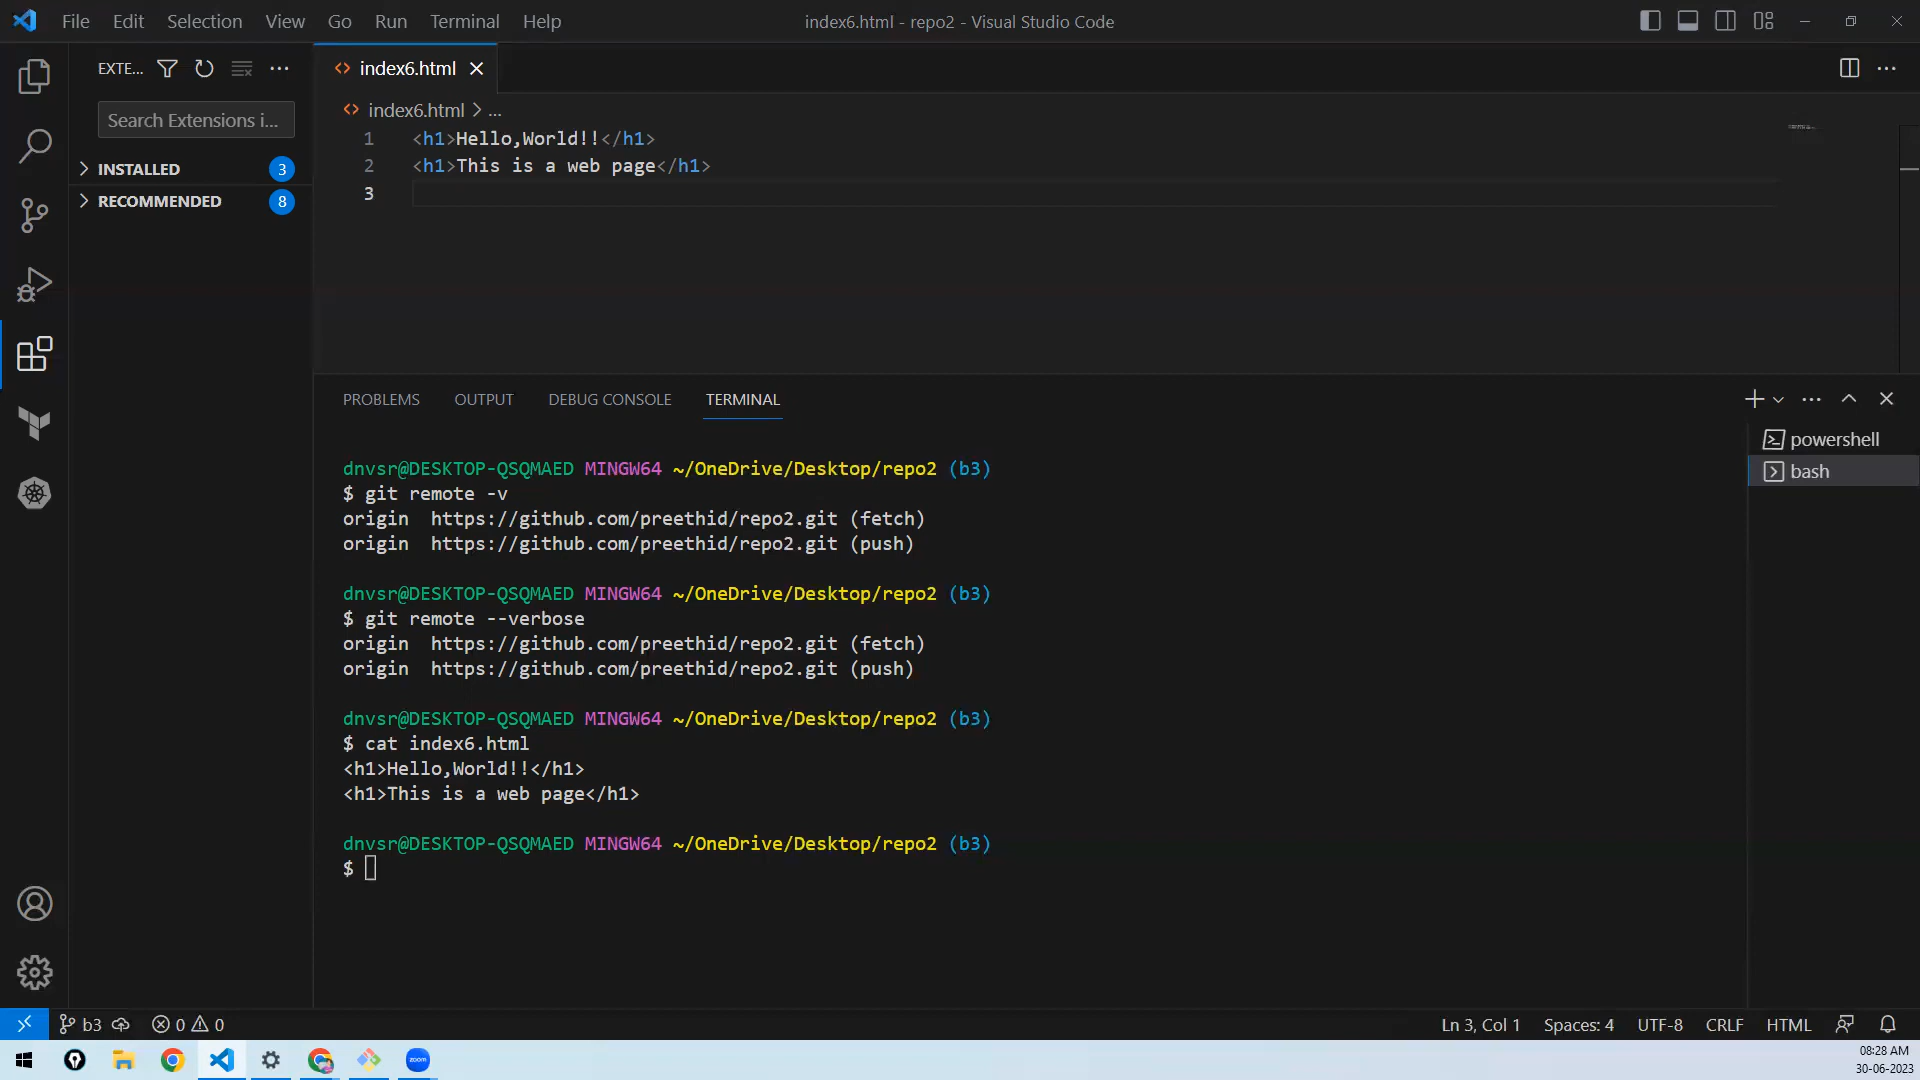 File Edit Selection View Go Run Terminal Help
index6.html - repo2 - Visual Studio Code
EXTE...
Search Extensions i...
INSTALLED 3
RECOMMENDED 8
index6.html
index6.html > ...
1 <h1>Hello,World!!</h1>
2 <h1>This is a web page</h1>
3
PROBLEMS OUTPUT DEBUG CONSOLE TERMINAL
powershell
bash
dnvsr@DESKTOP-QSQMAED MINGW64 ~/OneDrive/Desktop/repo2 (b3)
$ git remote -v
origin https://github.com/preethid/repo2.git (fetch)
origin https://github.com/preethid/repo2.git (push)
dnvsr@DESKTOP-QSQMAED MINGW64 ~/OneDrive/Desktop/repo2 (b3)
$ git remote --verbose
origin https://github.com/preethid/repo2.git (fetch)
origin https://github.com/preethid/repo2.git (push)
dnvsr@DESKTOP-QSQMAED MINGW64 ~/OneDrive/Desktop/repo2 (b3)
$ cat index6.html
<h1>Hello,World!!</h1>
<h1>This is a web page</h1>
dnvsr@DESKTOP-QSQMAED MINGW64 ~/OneDrive/Desktop/repo2 (b3)
$
b3 0 0
Ln 3, Col 1 Spaces: 4 UTF-8 CRLF HTML
zoom
08:28 AM
30-06-2023